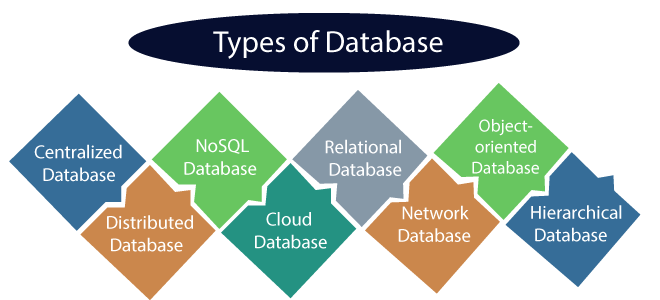 Types of Database
Centralized
Database
Distributed
Database
NoSQL
Database
Cloud
Database
Relational
Database
Network
Database
Object-
oriented
Database
Hierarchical
Database